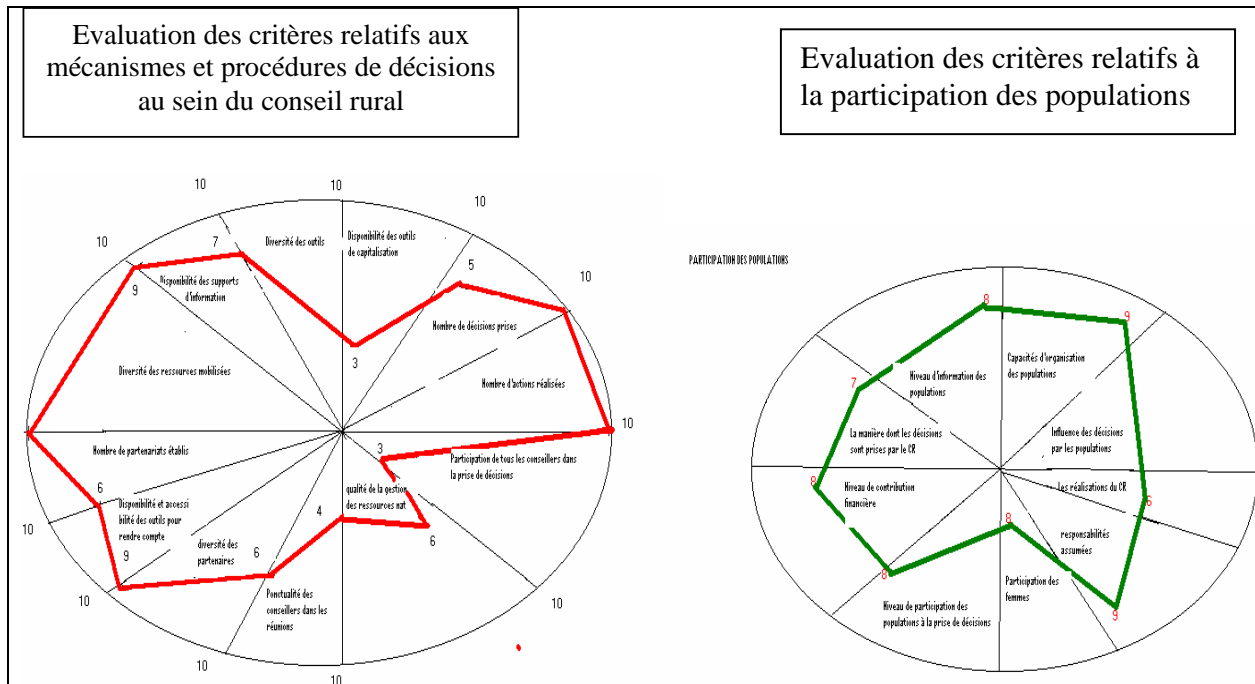 Evaluation des critères relatifs aux
mécanismes et procédures de décisions
au sein du conseil rural
Evaluation des critères relatifs à
la participation des populations
10
10
10
10
10
10
7
9
5
3
Diversité des outils
Disponibilité des outils
de capitalisation
Disponibilité des supports
d'information
Nombre de décisions prises
Diversité des ressources mobilisées
Nombre d'actions réalisées
10
Nombre de partenariats établis
3
Participation de tous les conseillers dans
la prise de décisions
6
Disponibilité et accessi
bilité des outils pour
rendre compte
qualité de la gestion
des ressources nat
4
6
10
9
diversité des
partenaires
6
10
Ponctualité des
conseillers dans les
réunions
10
10
10
PARTICIPATION DES POPULATIONS
8
9
Capacités d'organisation
des populations
Niveau d'information des
populations
7
La manière dont les décisions
sont prises par le CR
Influence des décisions
par les populations
8
Niveau de contribution
financière
Les réalisations du CR
6
8
responsabilités
assumées
8
Participation des
femmes
Niveau de participation des
populations à la prise de décisions
9